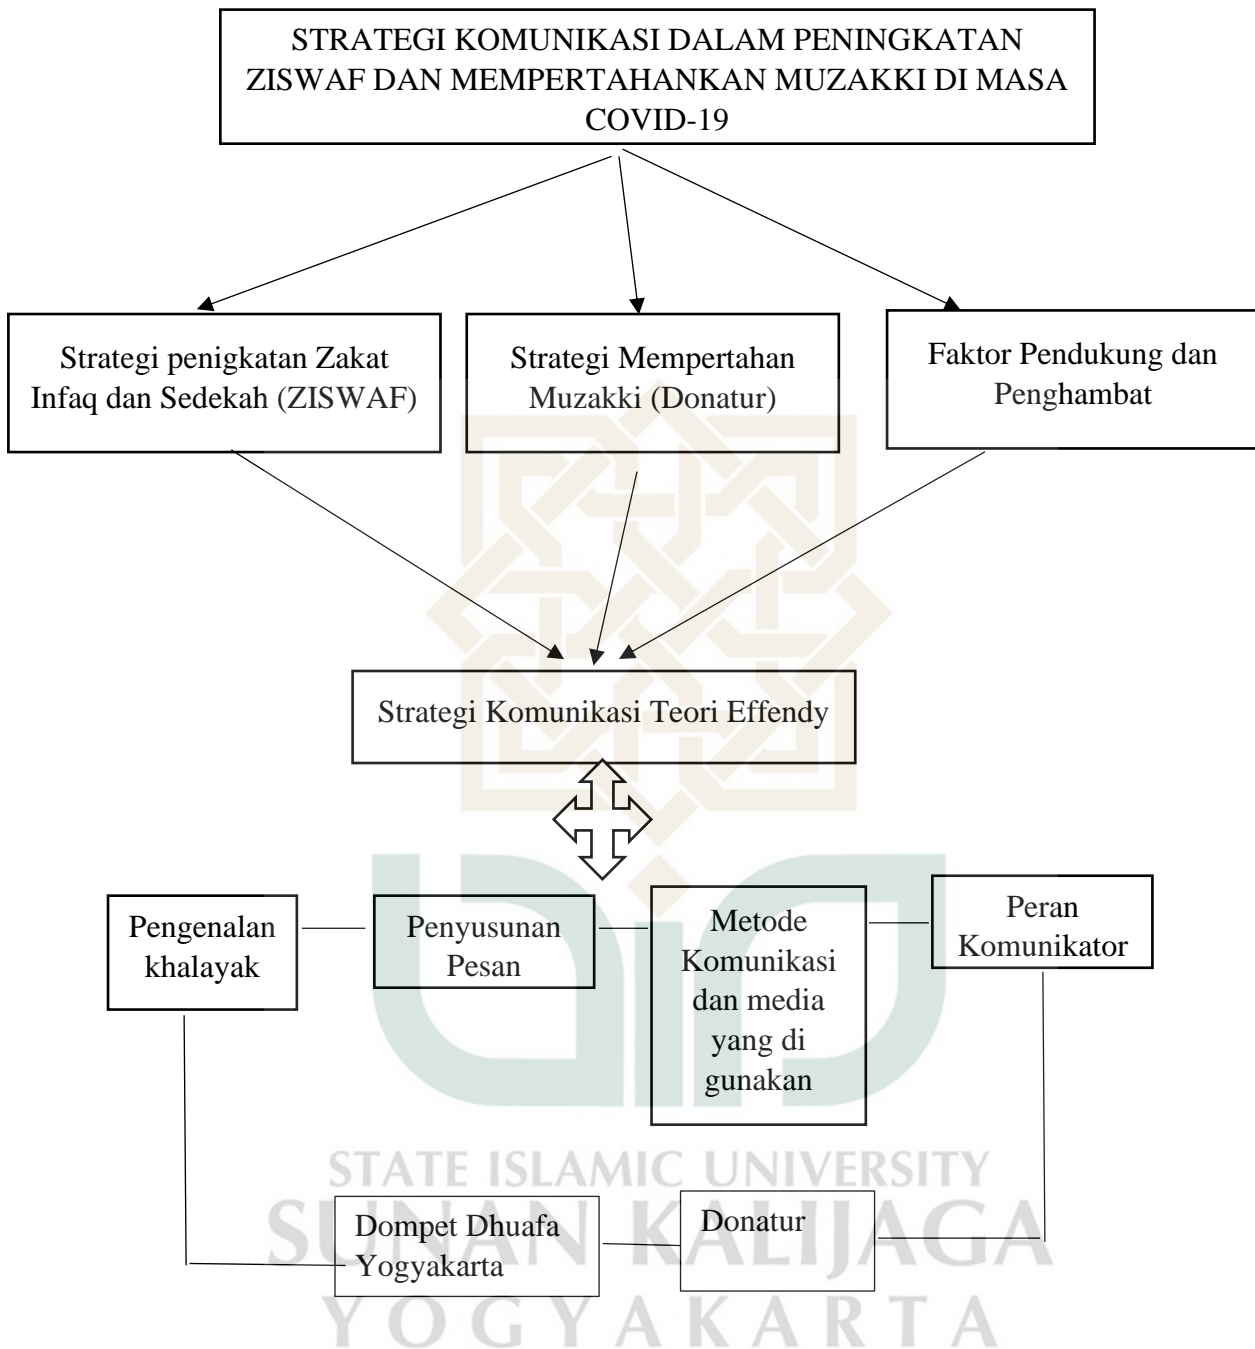 STRATEGI KOMUNIKASI DALAM PENINGKATAN
ZISWAF DAN MEMPERTAHANKAN MUZAKKI DI MASA
COVID-19
Strategi penigkatan Zakat
Infaq dan Sedekah (ZISWAF)
Strategi Mempertahan
Muzakki (Donatur)
Faktor Pendukung dan
Penghambat
Strategi Komunikasi Teori Effendy
Pengenalan
khalayak
Penyusunan
Pesan
Metode
Komunikasi
dan media
yang di
gunakan
Peran
Komunikator
STATE ISLAMIC UNIVERSITY
SUNAN KALIJAGA
YOGYAKARTA
Dompet Dhuafa
Yogyakarta
Donatur